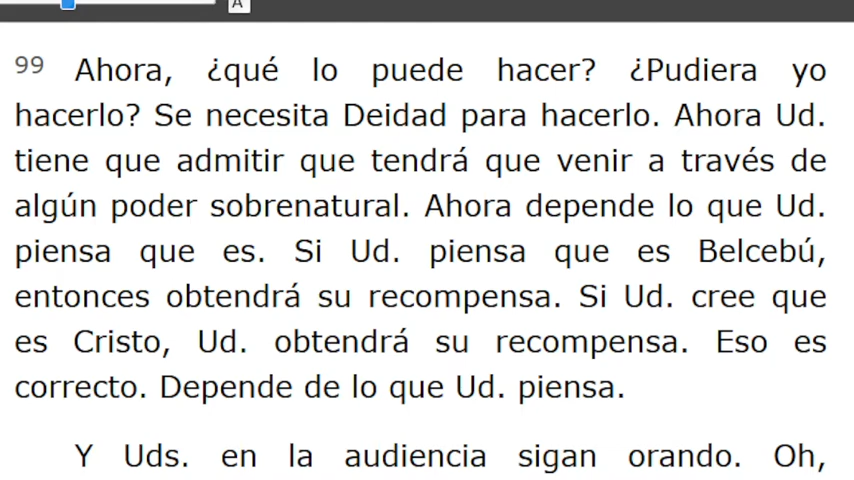 A
99 Ahora, ¿qué lo puede hacer? ¿Pudiera yo
hacerlo? Se necesita Deidad para hacerlo. Ahora Ud.
tiene que admitir que tendrá que venir a través de
algún poder sobrenatural. Ahora depende lo que Ud.
piensa que es. Si Ud. piensa que es Belcebú,
entonces obtendrá su recompensa. Si Ud. cree que
es Cristo, Ud. obtendrá su recompensa. Eso es
correcto. Depende de lo que Ud. piensa.
Y Uds. en la audiencia sigan orando. Oh,